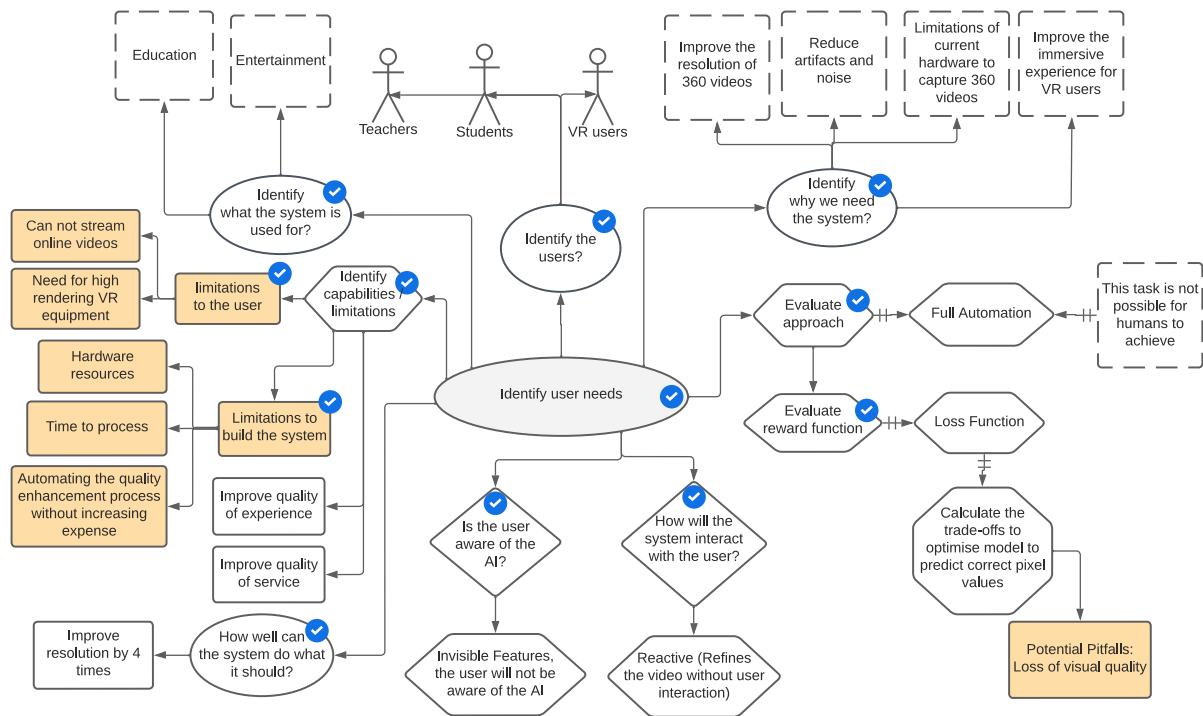 Education
Entertainment
Teachers
Students
VR users
Improve the
resolution of
360 videos
Reduce
artifacts and
noise
Limitations of
current
hardware to
capture 360
videos
Improve the
immersive
experience for
VR users
Identify
what the system is
used for?
Identify the
users?
Identify
why we need
the system?
Can not stream
online videos
Need for high
rendering VR
equipment
limitations
to the user
Identify
capabilities /
limitations
Evaluate
approach
Full Automation
This task is not
possible for
humans to
achieve
Hardware
resources
Time to process
Automating the quality
enhancement process
without increasing
expense
Limitations to
build the system
Identify user needs
Evaluate
reward function
Loss Function
Improve quality
of experience
Improve quality
of service
Is the user
aware of the
AI?
How will the
system interact
with the user?
Calculate the
trade-offs to
optimise model to
predict correct pixel
values
Improve
resolution by 4
times
How well can
the system do what
it should?
Invisible Features,
the user will not be
aware of the AI
Reactive (Refines
the video without user
interaction)
Potential Pitfalls:
Loss of visual quality